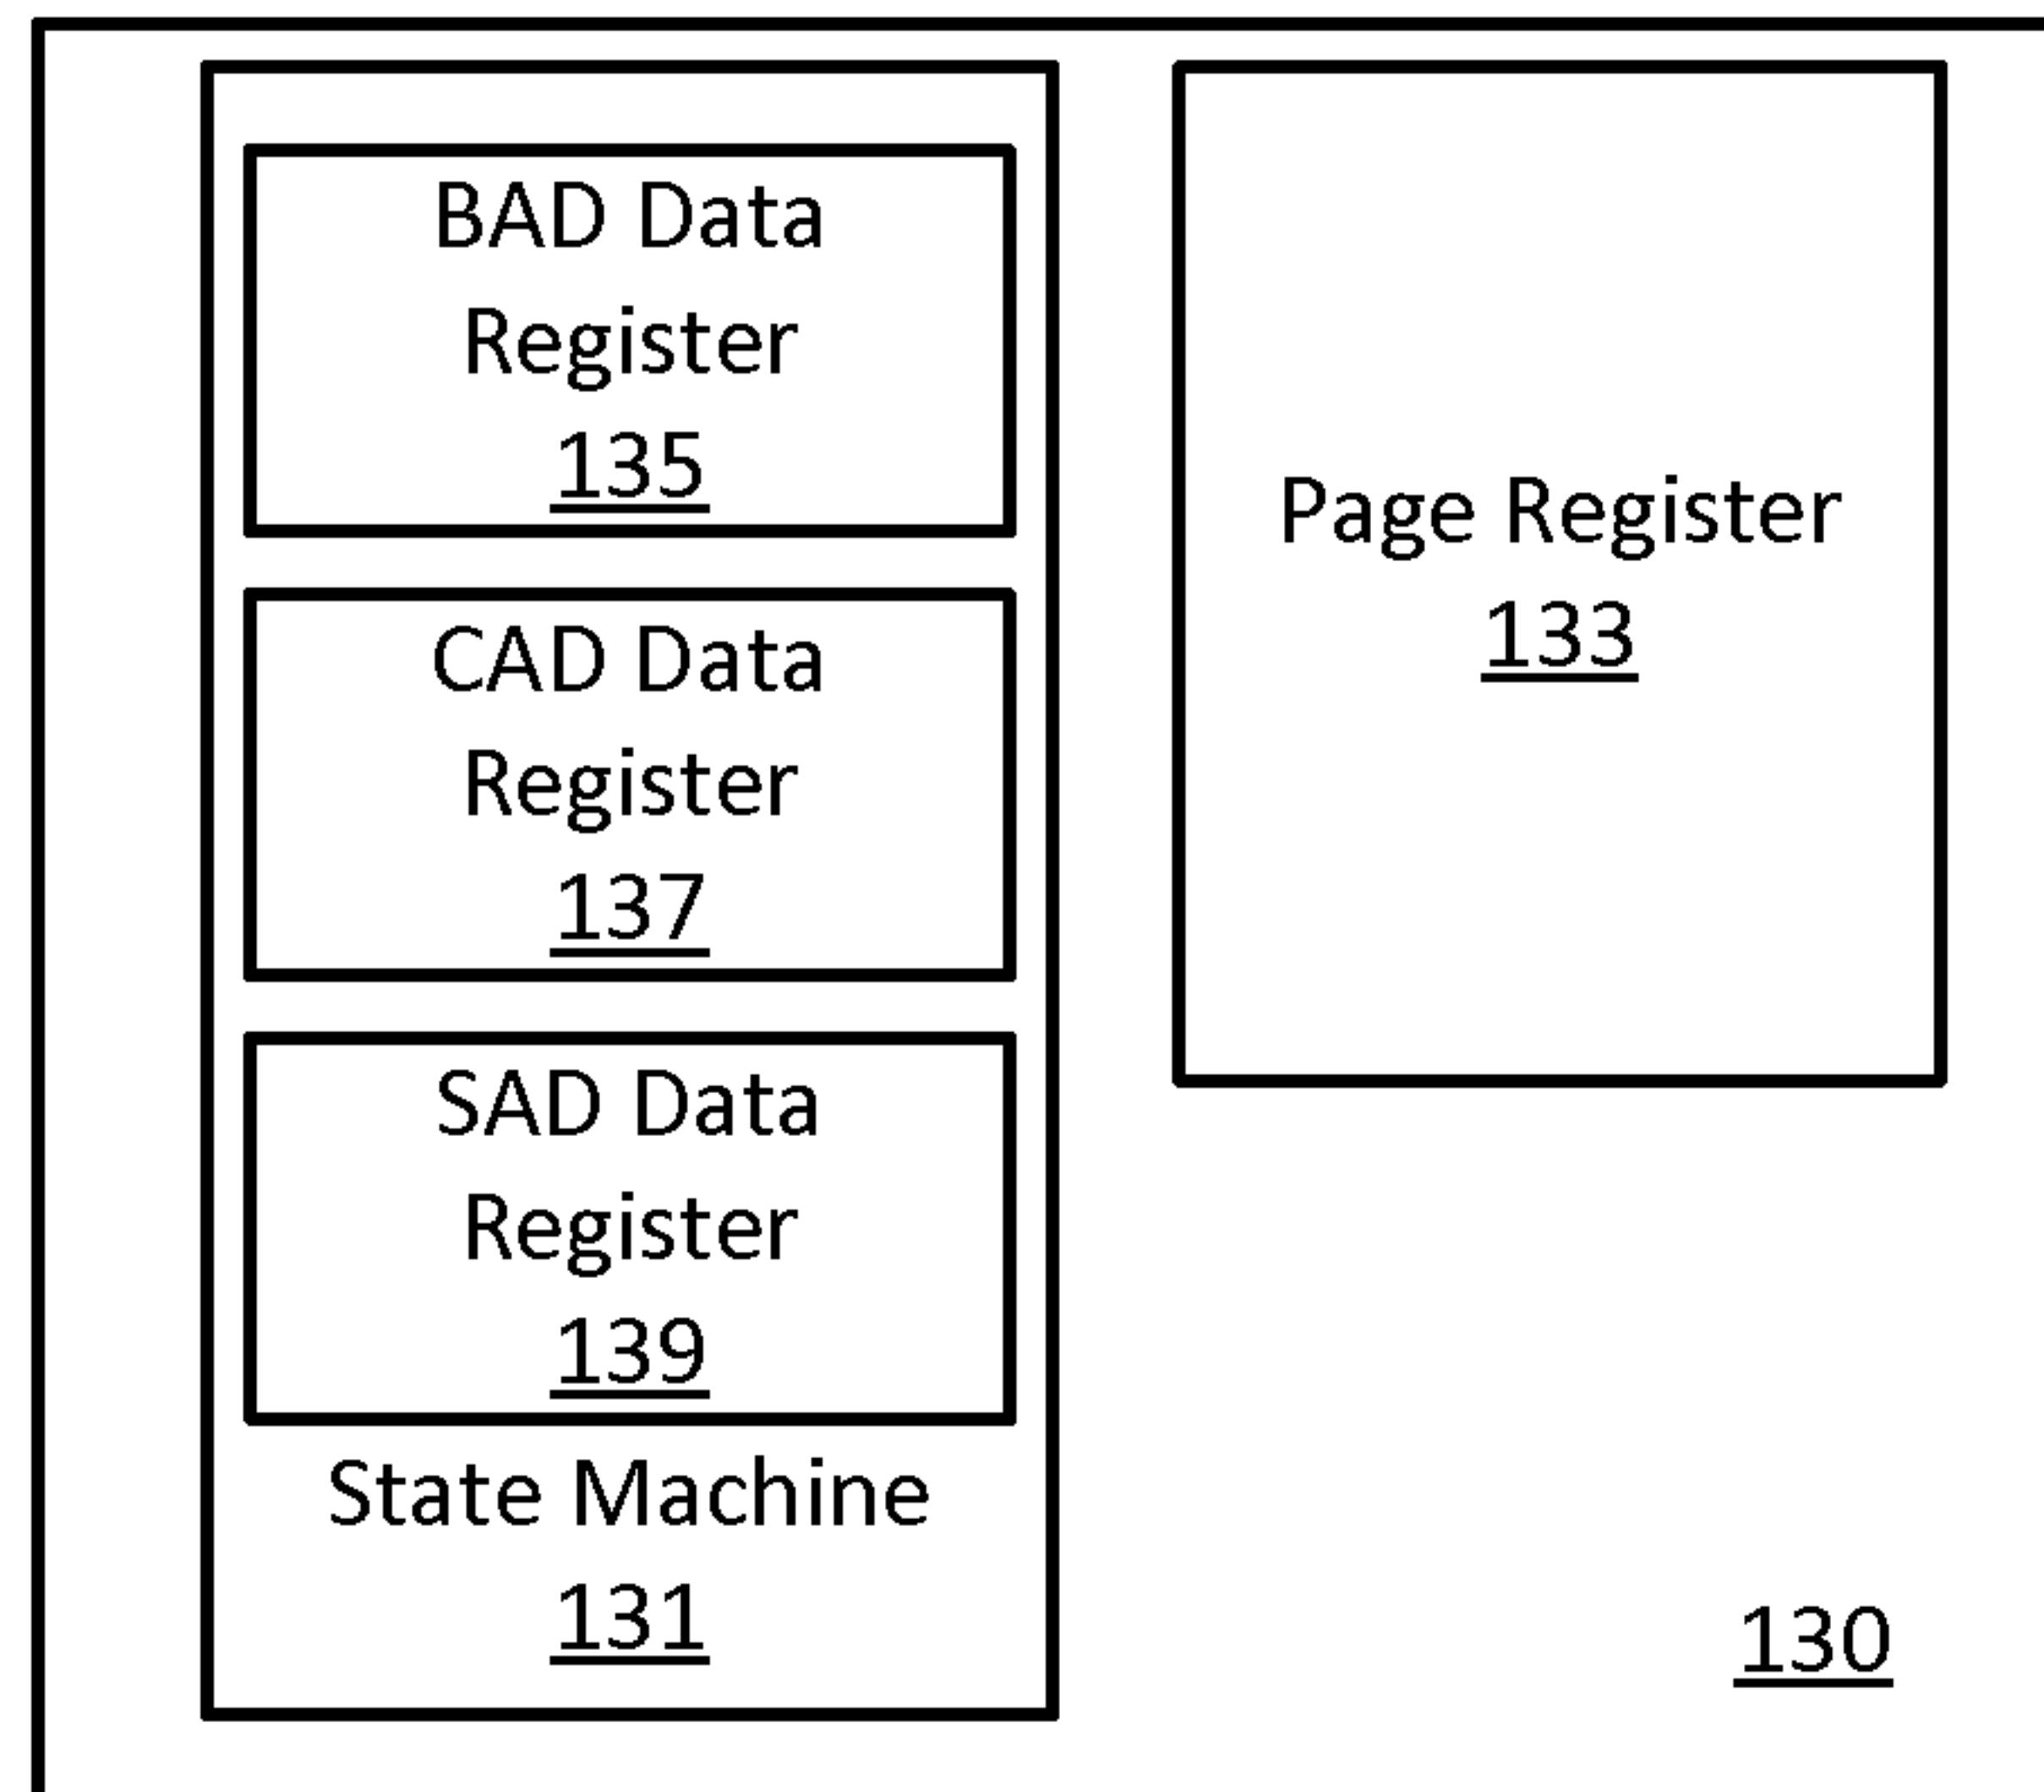 BAD Data
Register
135
CAD Data
Register
137
SAD Data
Register
139
State Machine
131
Page Register
133
130